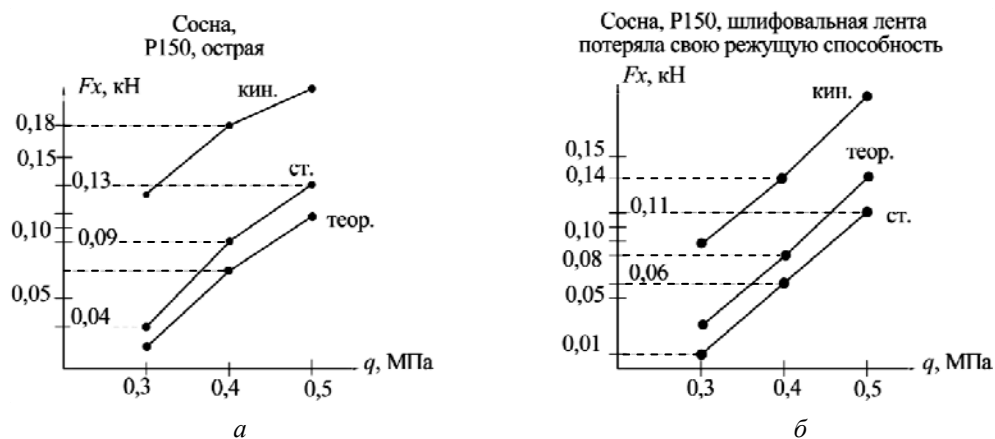 Сосна,
Р150, острая
Fx, кН
кин.
0,18
0,15
0,13
ст.
0,10
0,09
теор.
0,05
0,04
q, МПа
0,3
0,4
0,5
а
Сосна, Р150, шлифовальная лента
потеряла свою режущую способность
Fx, кН
кин.
0,15
теор.
0,14
0,11
ст.
0,10
0,08
0,06
0,05
0,01
q, МПа
0,3
0,4
0,5
б